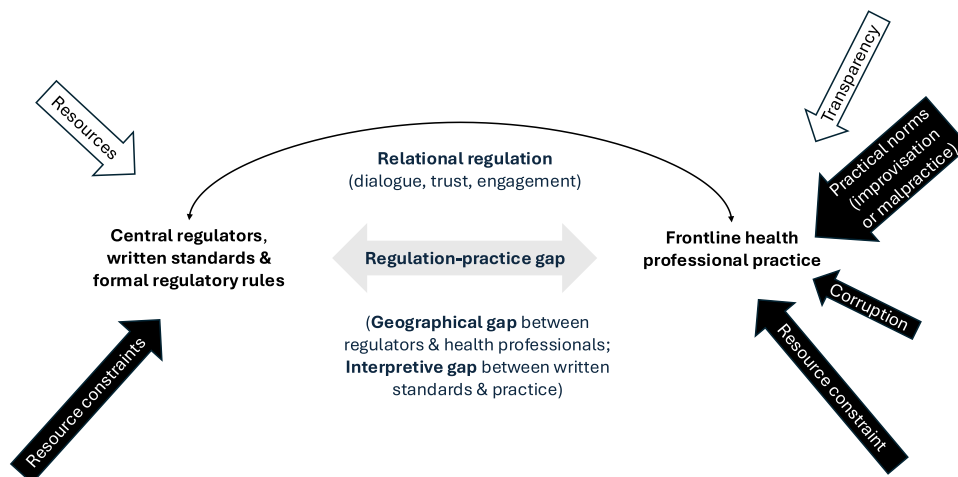 Resources
Transparency
Practical norms
(improvisation
or malpractice)
Relational regulation
(dialogue, trust, engagement)
Central regulators,
written standards &
formal regulatory rules
Regulation-practice gap
Frontline health
professional practice
Corruption
(Geographical gap between
regulators & health professionals;
Interpretive gap between written
standards & practice)
Resource constraints
Resource constraint